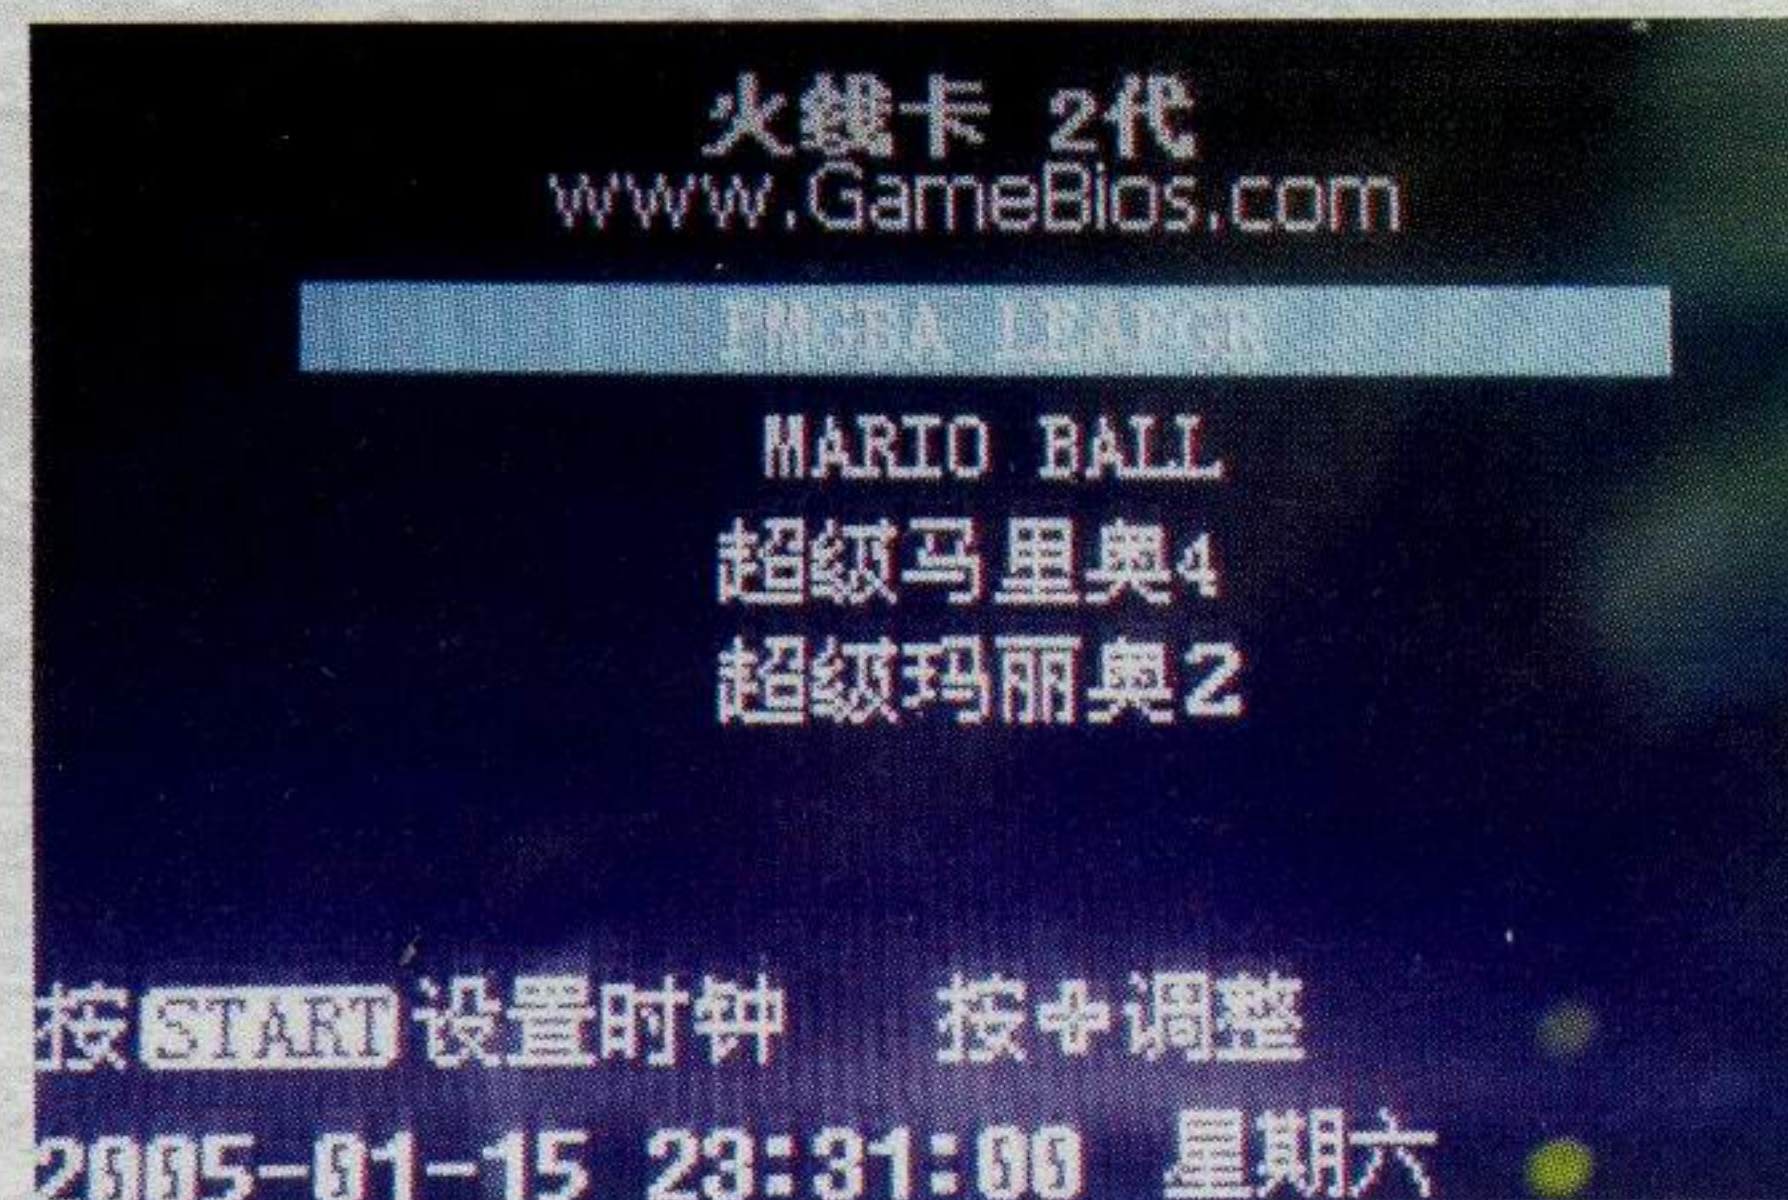 火线卡 2代
www.GameBios.com
PMGBA LEAFGR
MARIO BALL
超级马里奥4
超级玛丽奥2
按START设置时钟 按✚调整
2005-01-15 23:31:00 星期六